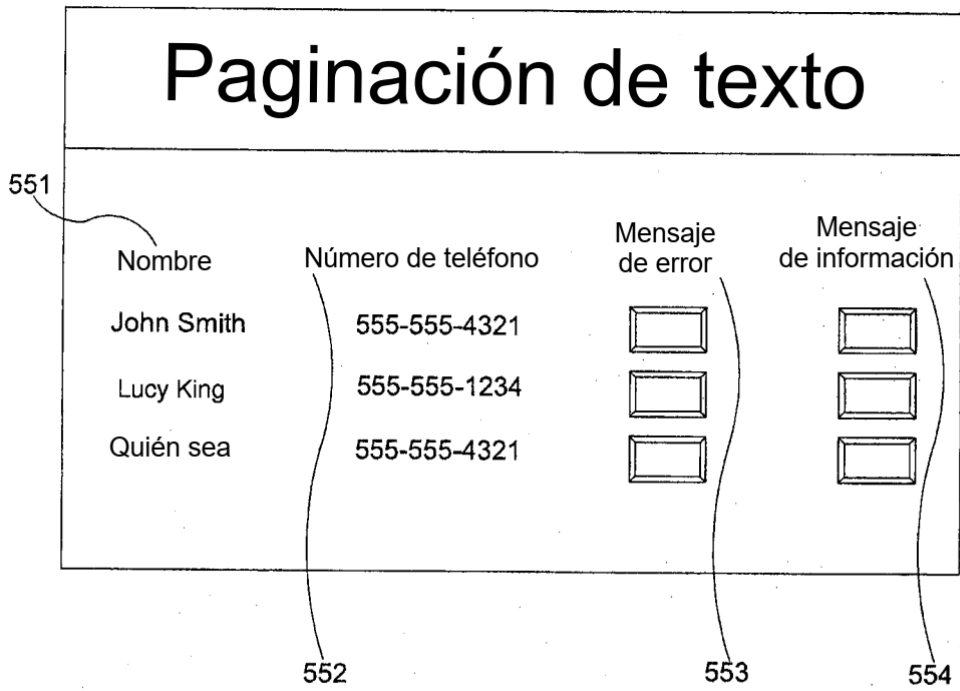 Paginación de texto
551
Nombre Número de teléfono Mensaje de error Mensaje de información
John Smith 555-555-4321
Lucy King 555-555-1234
Quién sea 555-555-4321
552 553 554